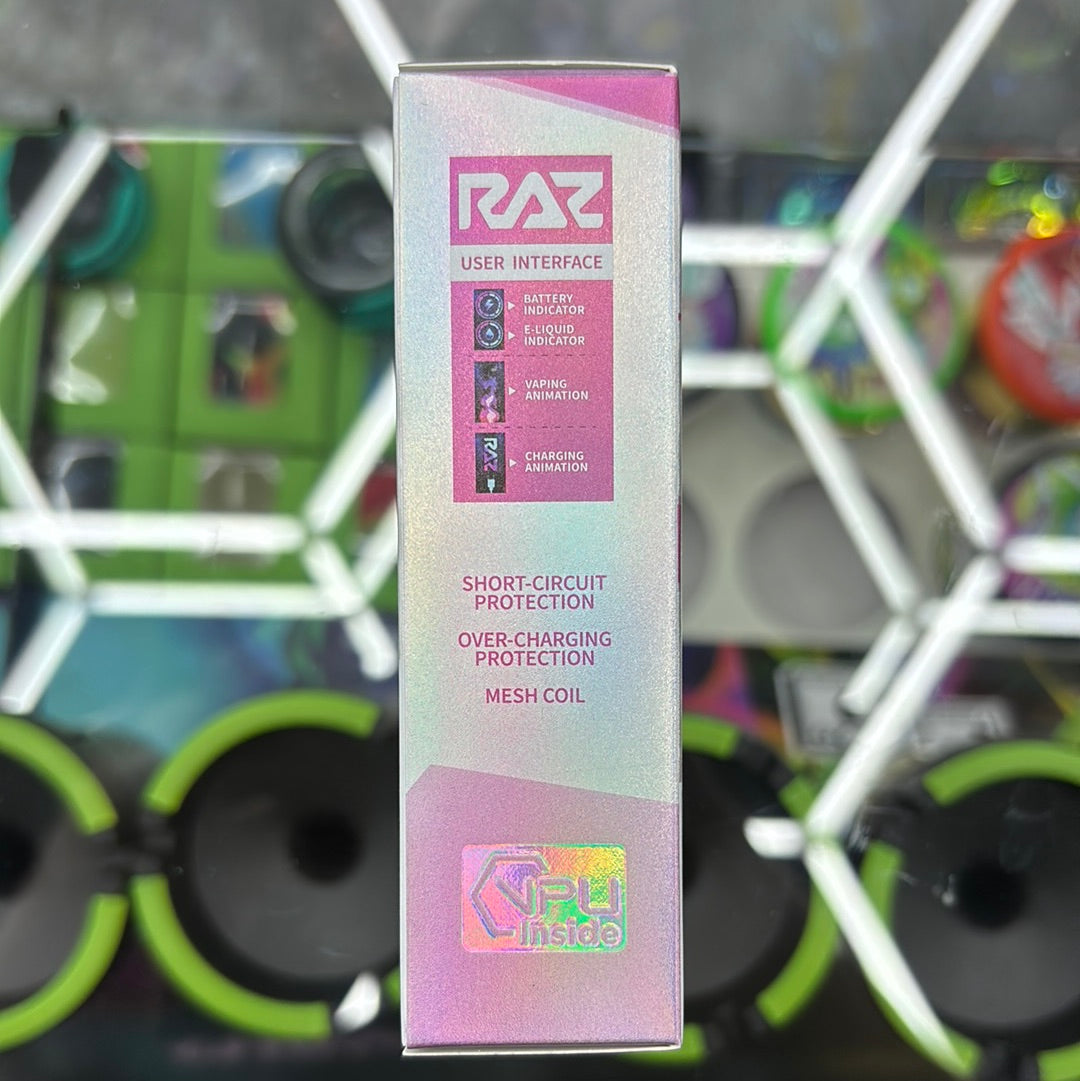 RAZ
USER INTERFACE
BATTERY
INDICATOR
E-LIQUID
INDICATOR
VAPING
ANIMATION
RAZ
CHARGING
ANIMATION
SHORT-CIRCUIT
PROTECTION
OVER-CHARGING
PROTECTION
MESH COIL
VPU
Inside